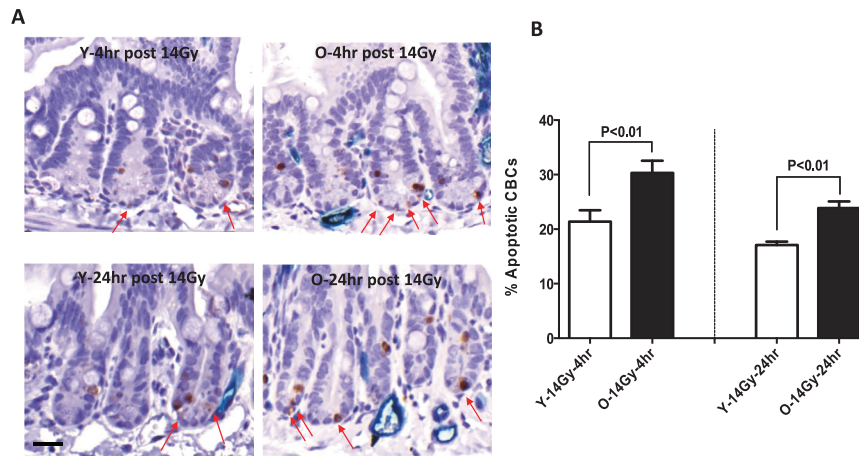 A
Y-4hr post 14Gy
O-4hr post 14Gy
Y-24hr post 14Gy
O-24hr post 14Gy
B
% Apoptotic CBCs
40
30
20
10
0
P<0.01
P<0.01
Y-14Gy-4hr
O-14Gy-4hr
Y-14Gy-24hr
O-14Gy-24hr